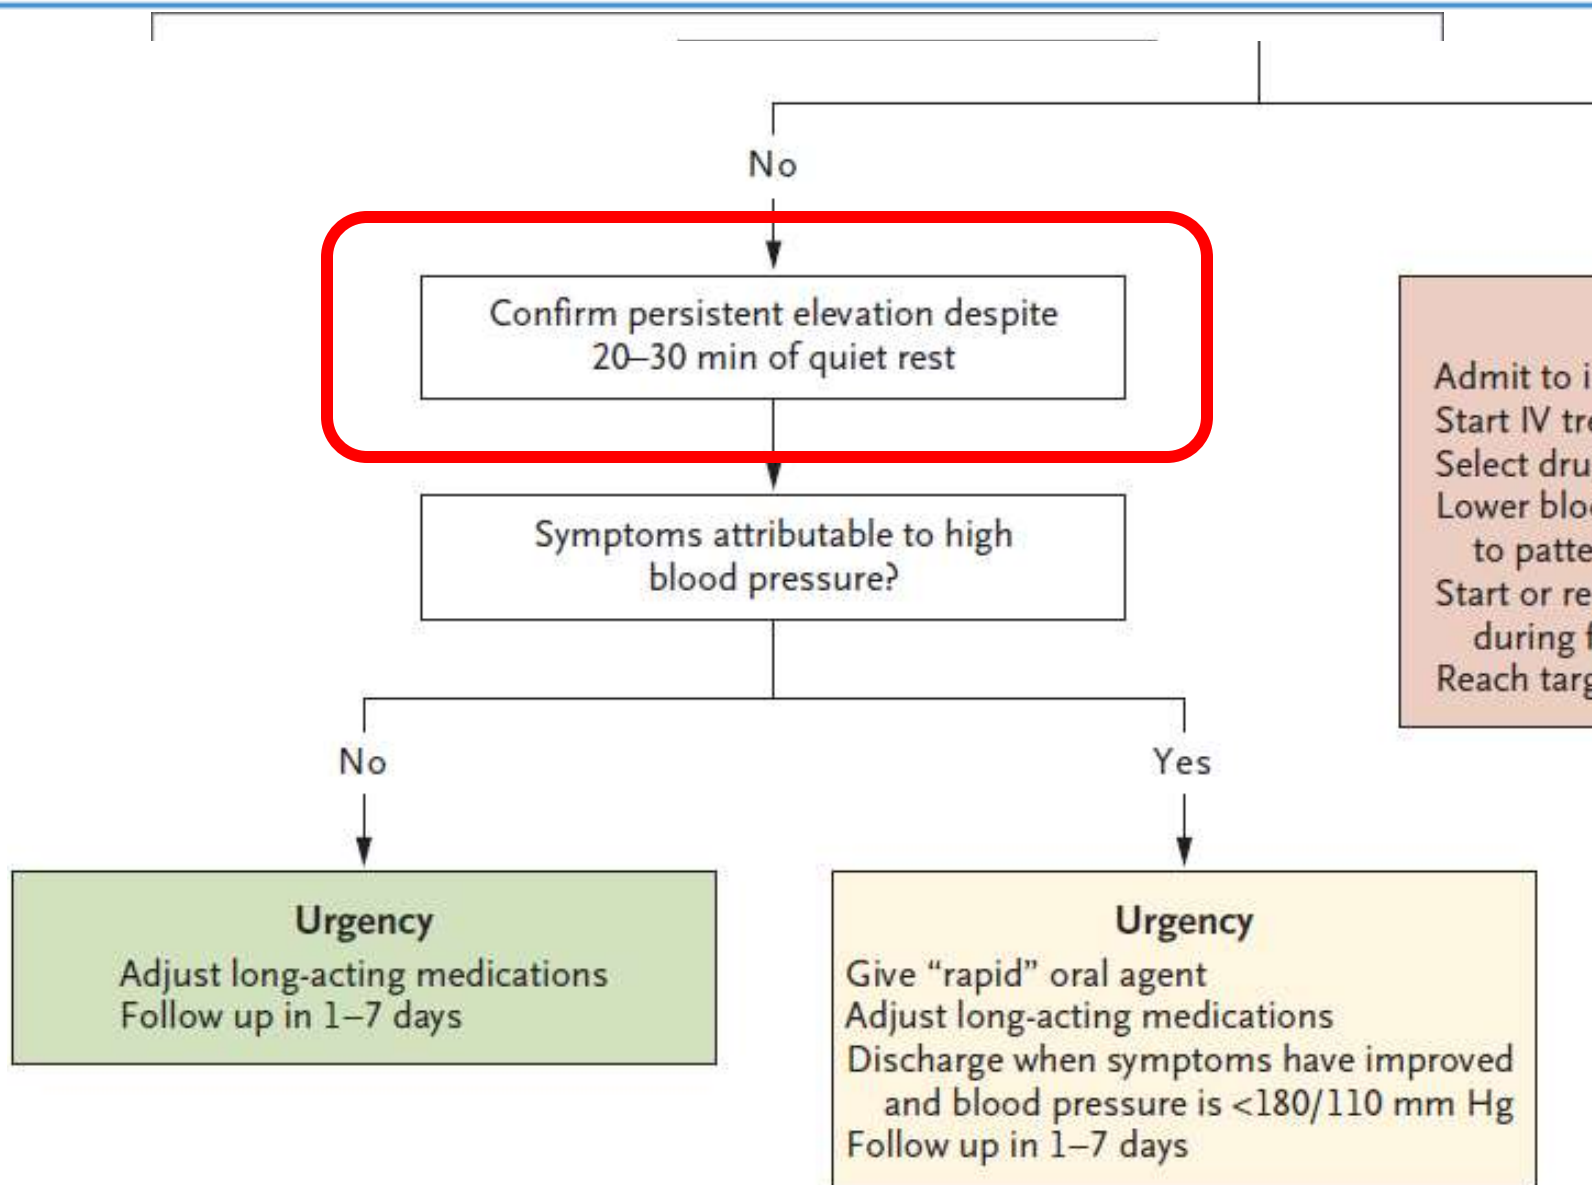 No
Confirm persistent elevation despite
20–30 min of quiet rest
Symptoms attributable to high
blood pressure?
No
Yes
Urgency
Adjust long-acting medications
Follow up in 1–7 days
Urgency
Give “rapid” oral agent
Adjust long-acting medications
Discharge when symptoms have improved
and blood pressure is <180/110 mm Hg
Follow up in 1–7 days
Admit to
Start IV
Select
Lower
to
Start or
during
Reach